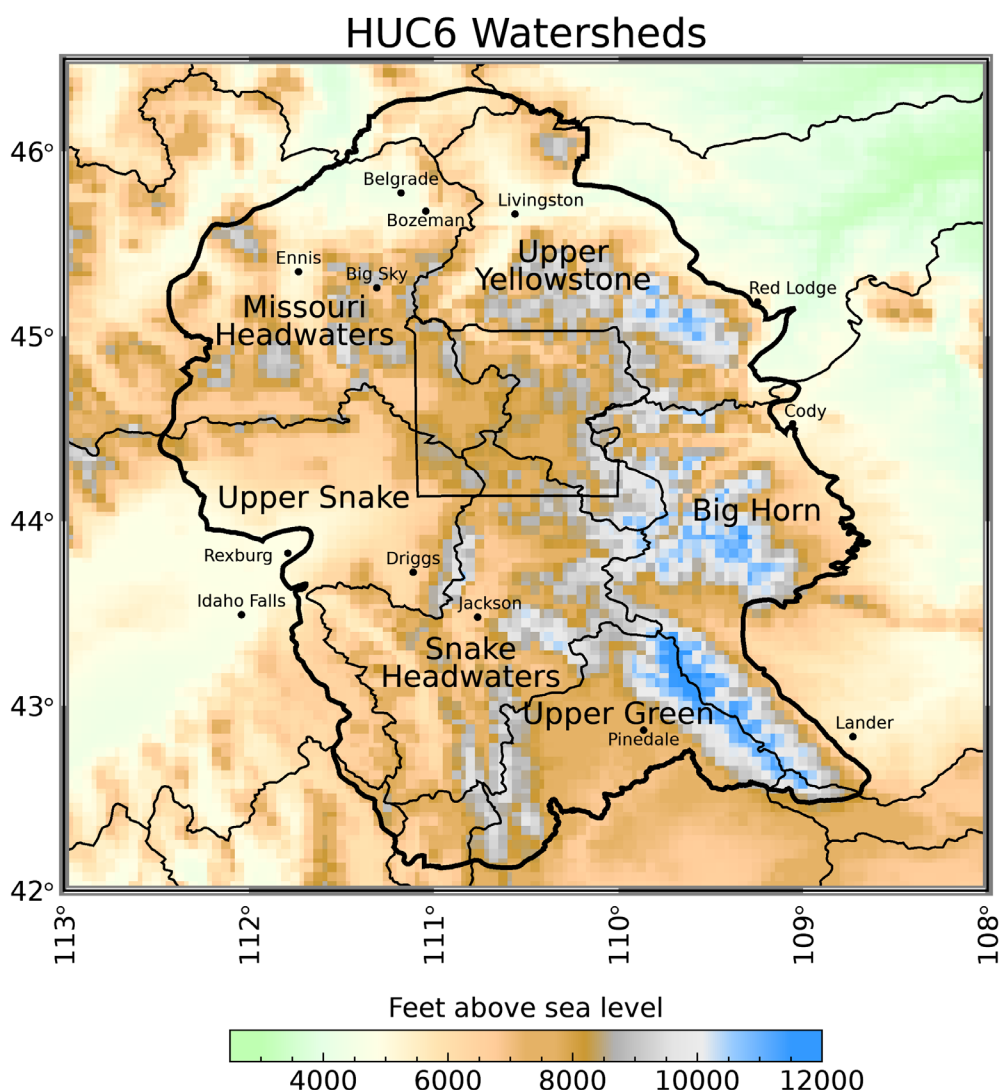 HUC6 Watersheds
46°
45°
44°
43°
42°
Belgrade
Bozeman
Livingston
Ennis
Big Sky
Upper
Yellowstone
Missouri
Headwaters
Red Lodge
Cody
Upper Snake
Big Horn
Rexburg
Driggs
Idaho Falls
Jackson
Snake
Headwaters
Upper Green
Pinedale
Lander
113°
112°
111°
110°
109°
108°
Feet above sea level
4000
6000
8000
10000
12000